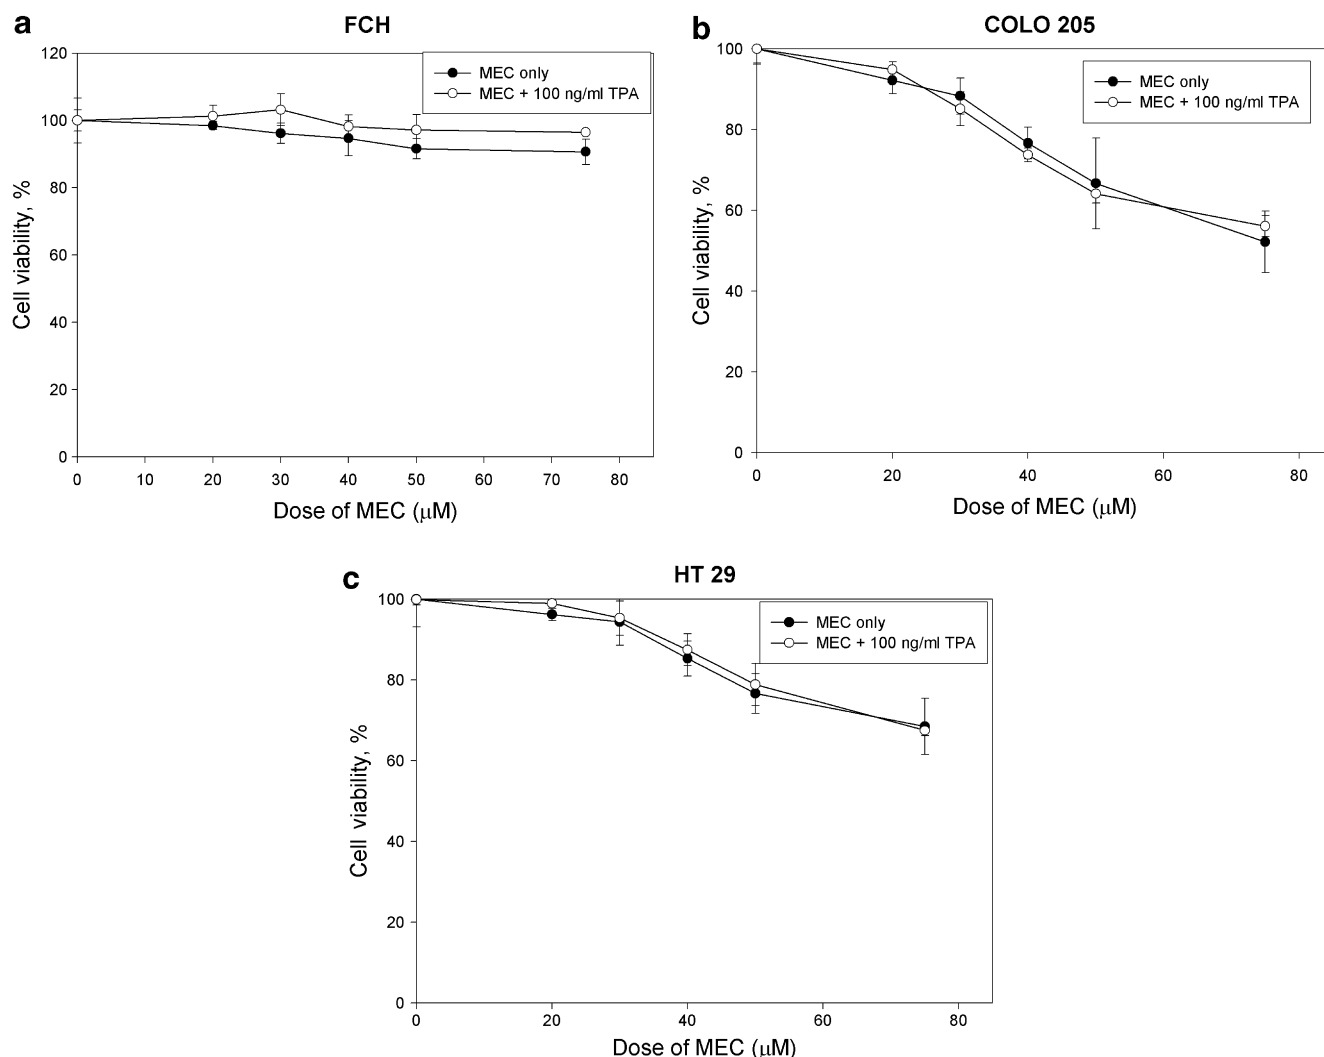 a
FCH
120
100
80
60
40
20
0
0 10 20 30 40 50 60 70 80
Cell viability, %
Dose of MEC (μM)
MEC only
MEC + 100 ng/ml TPA
b
COLO 205
100
80
60
40
20
0
0 20 40 60 80
Cell viability, %
Dose of MEC (μM)
MEC only
MEC + 100 ng/ml TPA
c
HT 29
100
80
60
40
20
0
0 20 40 60 80
Cell viability, %
Dose of MEC (μM)
MEC only
MEC + 100 ng/ml TPA